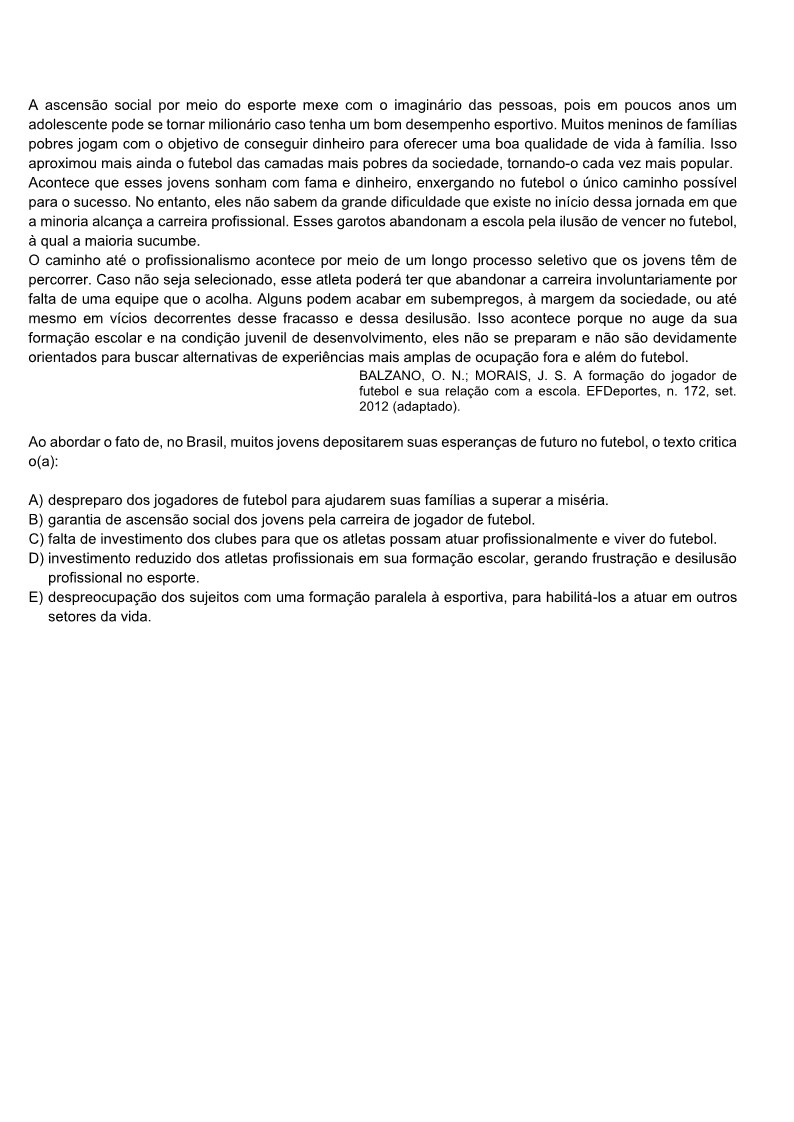 A ascensão social por meio do esporte mexe com o imaginário das pessoas, pois em poucos anos um
adolescente pode se tornar milionário caso tenha um bom desempenho esportivo. Muitos meninos de famílias
pobres jogam com o objetivo de conseguir dinheiro para oferecer uma boa qualidade de vida à família. Isso
aproximou mais ainda o futebol das camadas mais pobres da sociedade, tornando-o cada vez mais popular.
Acontece que esses jovens sonham com fama e dinheiro, enxergando no futebol o único caminho possível
para o sucesso. No entanto, eles não sabem da grande dificuldade que existe no início dessa jornada em que
a minoria alcança a carreira profissional. Esses garotos abandonam a escola pela ilusão de vencer no futebol,
à qual a maioria sucumbe.
O caminho até o profissionalismo acontece por meio de um longo processo seletivo que os jovens têm de
percorrer. Caso não seja selecionado, esse atleta poderá ter que abandonar a carreira involuntariamente por
falta de uma equipe que o acolha. Alguns podem acabar em subempregos, à margem da sociedade, ou até
mesmo em vícios decorrentes desse fracasso e dessa desilusão. Isso acontece porque no auge da sua
formação escolar e na condição juvenil de desenvolvimento, eles não se preparam e não são devidamente
orientados para buscar alternativas de experiências mais amplas de ocupação fora e além do futebol.
BALZANO, O. N.; MORAIS, J. S. A formação do jogador de
futebol e sua relação com a escola. EFDeportes, n. 172, set.
2012 (adaptado).
Ao abordar o fato de, no Brasil, muitos jovens depositarem suas esperanças de futuro no futebol, o texto critica
o(a):
A) despreparo dos jogadores de futebol para ajudarem suas famílias a superar a miséria.
B) garantia de ascensão social dos jovens pela carreira de jogador de futebol.
C) falta de investimento dos clubes para que os atletas possam atuar profissionalmente e viver do futebol.
D) investimento reduzido dos atletas profissionais em sua formação escolar, gerando frustração e desilusão
profissional no esporte.
E) despreocupação dos sujeitos com uma formação paralela à esportiva, para habilitá-los a atuar em outros
setores da vida.